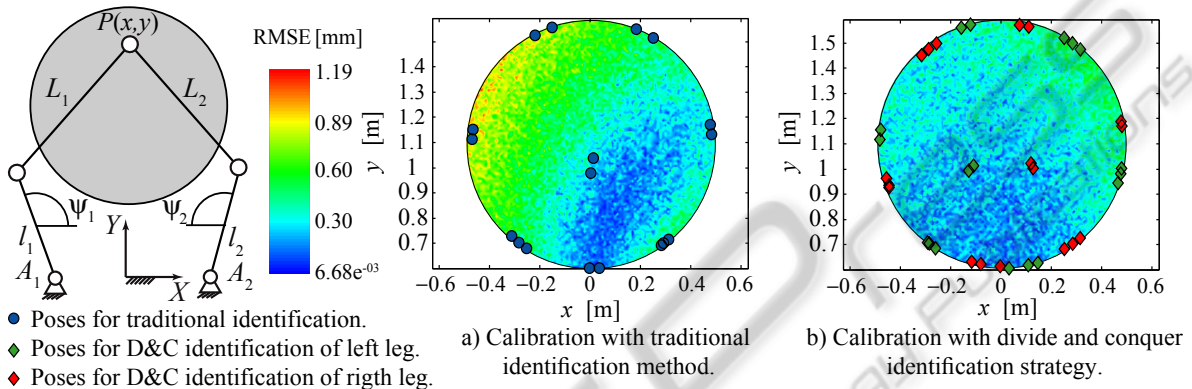 P(x,y)
L1
L2
Ψ1
Ψ2
l1
l2
Y
X
A1
A2
RMSE [mm]
1.19
0.89
0.60
0.30
6.68e-03
Poses for traditional identification.
Poses for D&C identification of left leg.
Poses for D&C identification of rigth leg.
y [m]
1.5
1.4
1.3
1.2
1.1
1
0.9
0.8
0.7
−0.6 −0.4 −0.2 0 0.2 0.4 0.6
x [m]
a) Calibration with traditional
identification method.
y [m]
1.5
1.4
1.3
1.2
1.1
1
0.9
0.8
0.7
−0.6 −0.4 −0.2 0 0.2 0.4 0.6
x [m]
b) Calibration with divide and conquer
identification strategy.